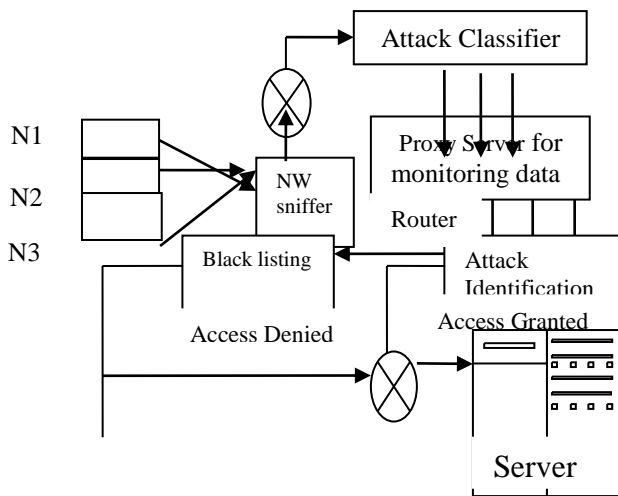 Attack Classifier
N1
Proxy Server for
monitoring data
NW
sniffer
N2
Router
N3
Black listing
Attack
Identification
Access Denied
Access Granted
Server